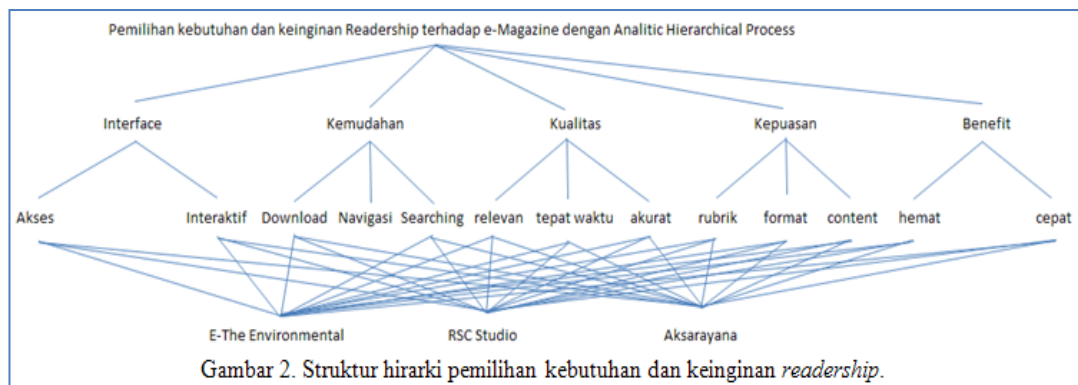 Pemilihan kebutuhan dan keinginan Readership terhadap e-Magazine dengan Analitic Hierarchical Process
Interface Kemudahan Kualitas Kepuasan Benefit
Akses Interaktif Download Navigasi Searching relevan tepat waktu akurat rubrik format content hemat cepat
E-The Environmental RSC Studio Aksarayana
Gambar 2. Struktur hirarki pemilihan kebutuhan dan keinginan readership.